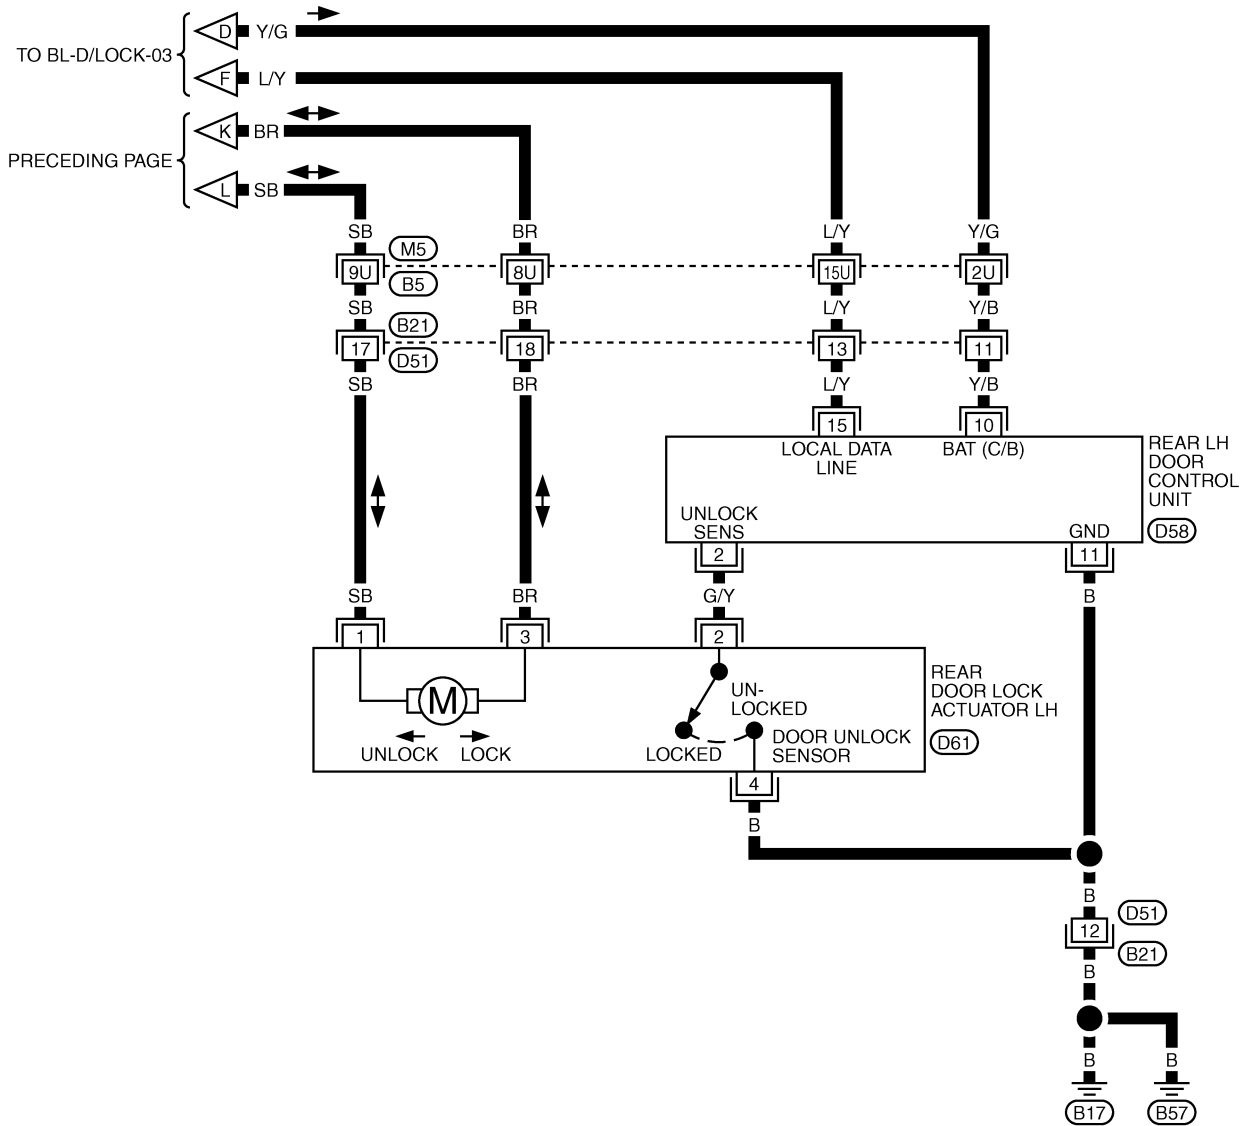 TO BL-D/LOCK-03
D Y/G
F L/Y
PRECEDING PAGE
K BR
L SB
SB BR L/Y Y/G
M5
9U 8U 15U 2U
B5
SB BR L/Y Y/B
B21
17 18 13 11
D51
SB BR L/Y Y/B
15 10
LOCAL DATA
LINE
BAT (C/B)
REAR LH
DOOR
CONTROL
UNIT
D58
UNLOCK
SENS
GND
2 11
SB BR G/Y B
1 3 2
M
UNLOCK LOCK
UN-
LOCKED
LOCKED
DOOR UNLOCK
SENSOR
REAR
DOOR LOCK
ACTUATOR LH
D61
4
B
B
D51
12
B21
B
B B
B17 B57